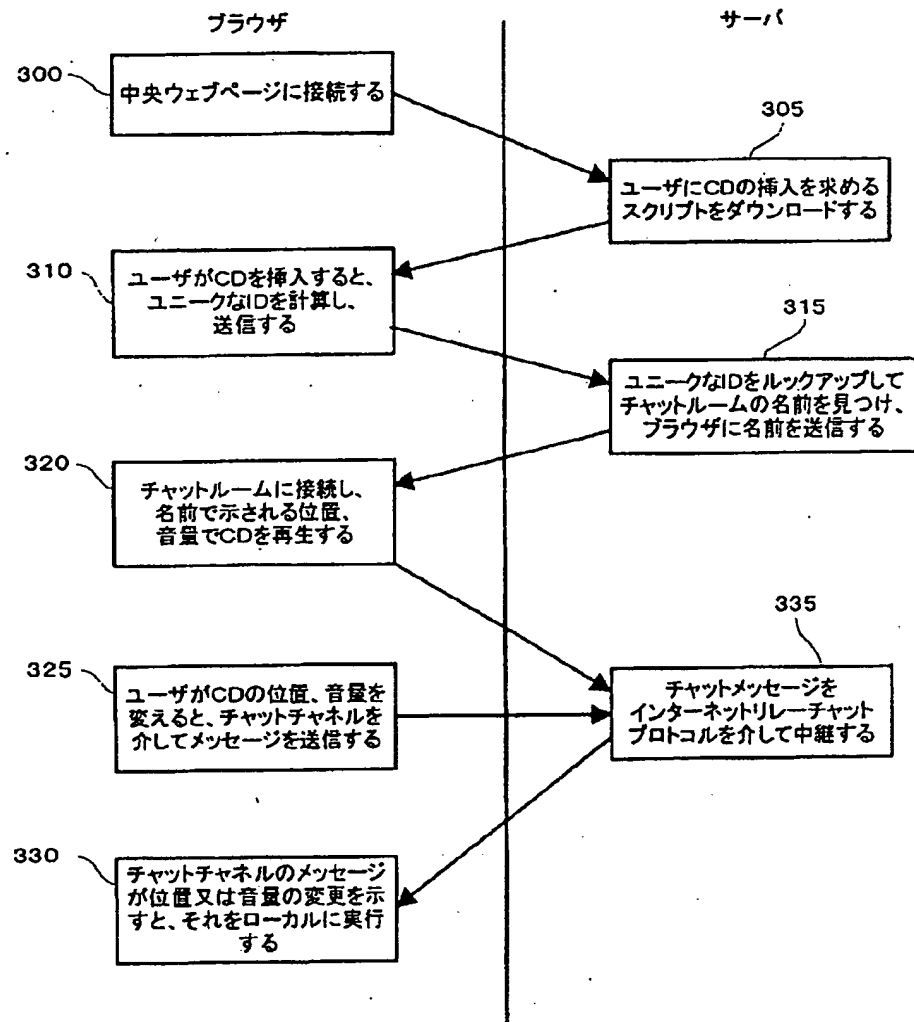 ブラウザ
サーバ
300
中央ウェブページに接続する
305
ユーザにCDの挿入を求める
スクリプトをダウンロードする
310
ユーザがCDを挿入すると、
ユニークなIDを計算し、
送信する
315
ユニークなIDをルックアップして
チャットルームの名前を見つけ、
ブラウザに名前を送信する
320
チャットルームに接続し、
名前で示される位置、
音量でCDを再生する
335
チャットメッセージを
インターネットリレーチャット
プロトコルを介して中継する
325
ユーザがCDの位置、音量を
変えると、チャットチャネルを
介してメッセージを送信する
330
チャットチャネルのメッセージ
が位置又は音量の変更を示
すと、それをローカルに実行
する